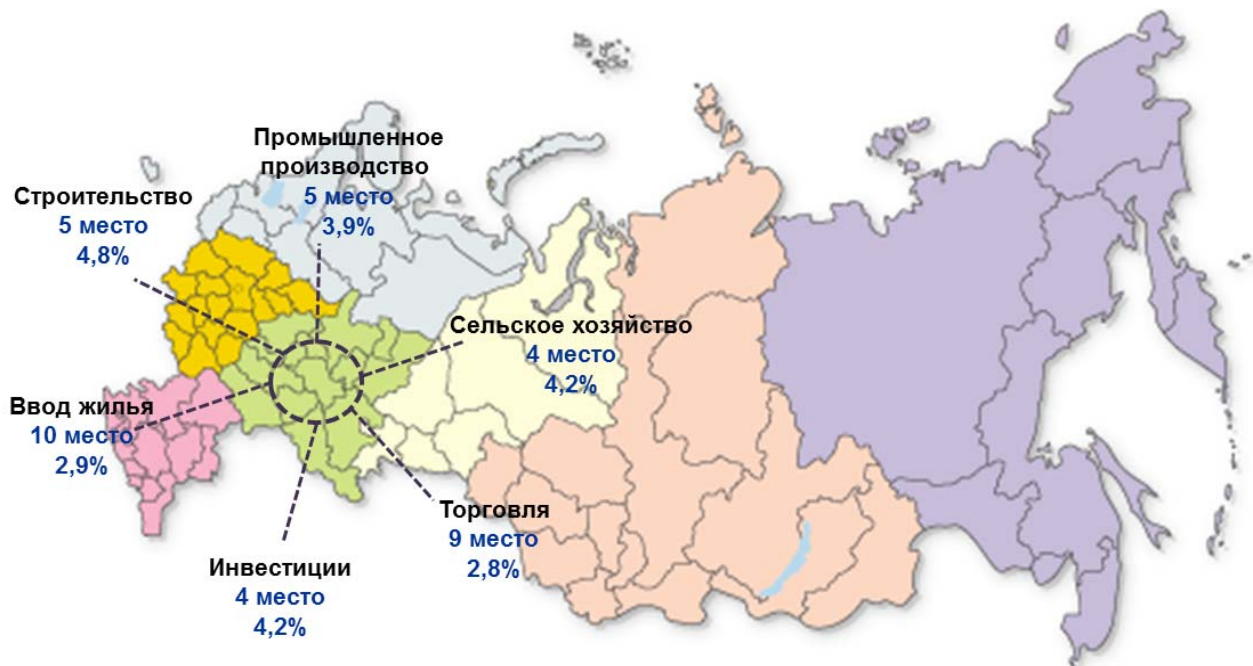 Промышленное
производство
5 место
3,9%
Строительство
5 место
4,8%
Сельское хозяйство
4 место
4,2%
Ввод жилья
10 место
2,9%
Торговля
9 место
2,8%
Инвестиции
4 место
4,2%